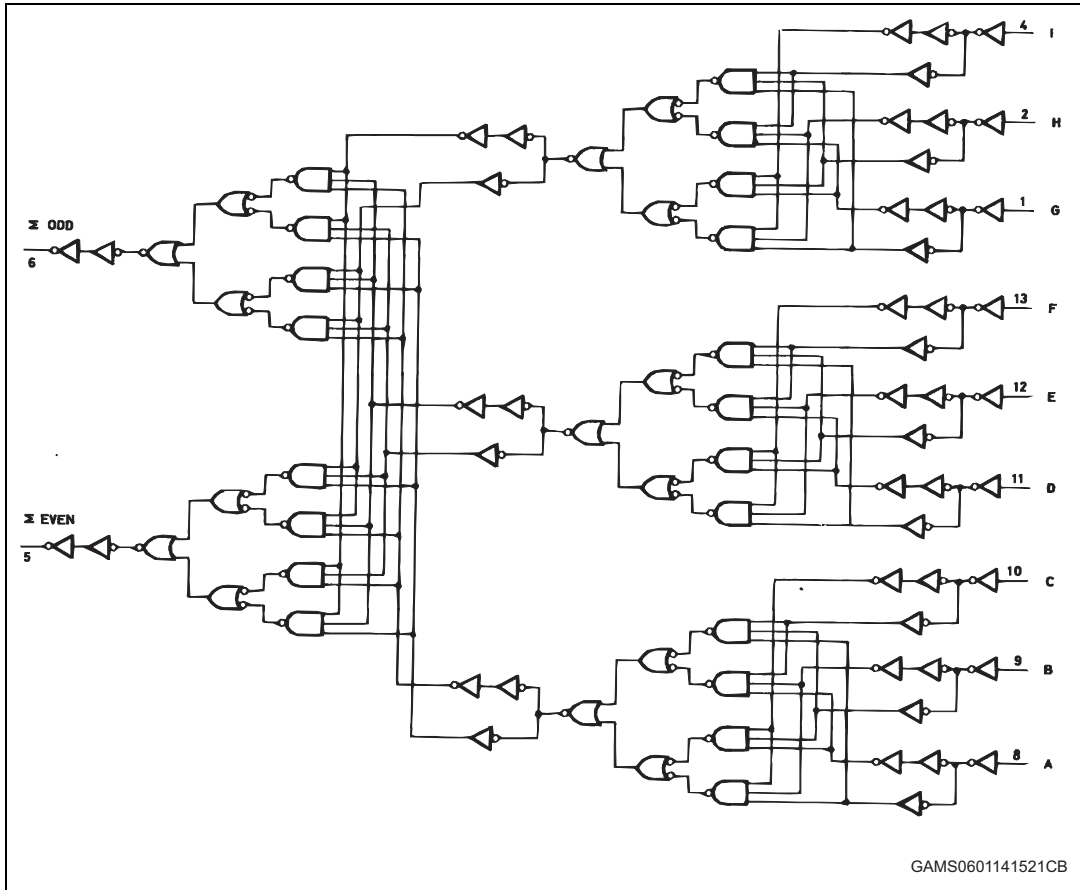 4 I
2 H
1 G
Σ ODD
6
13 F
12 E
11 D
Σ EVEN
5
10 C
9 B
8 A
GAMS0601141521CB